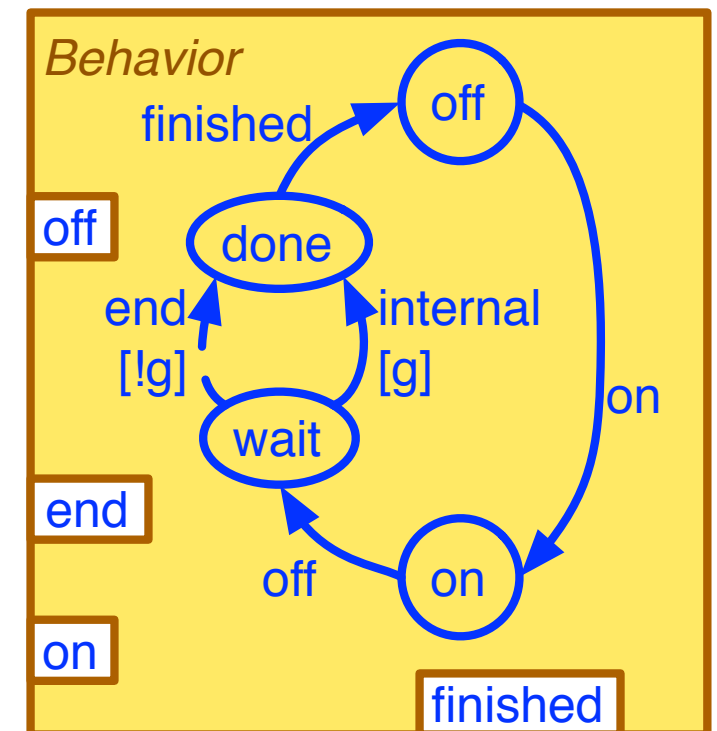 Behavior
off
finished
off
done
end
[!g]
internal
[g]
on
wait
end
off
on
on
finished